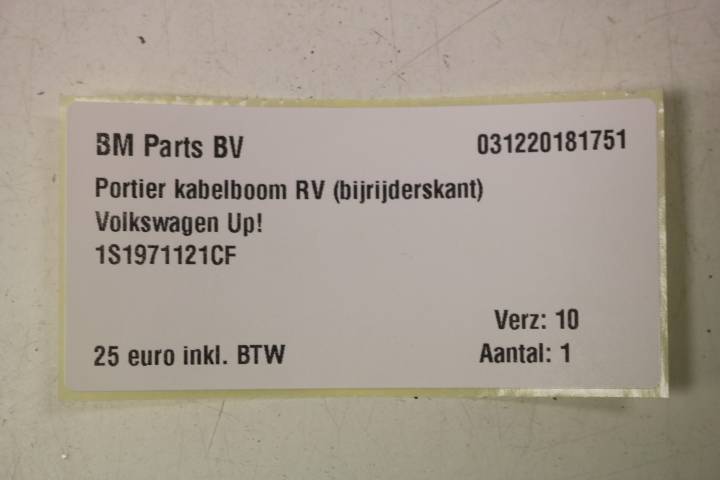 BM Parts BV 031220181751
Portier kabelboom RV (bijrijderskant)
Volkswagen Up!
1S1971121CF
Verz: 10
25 euro inkl. BTW Aantal: 1